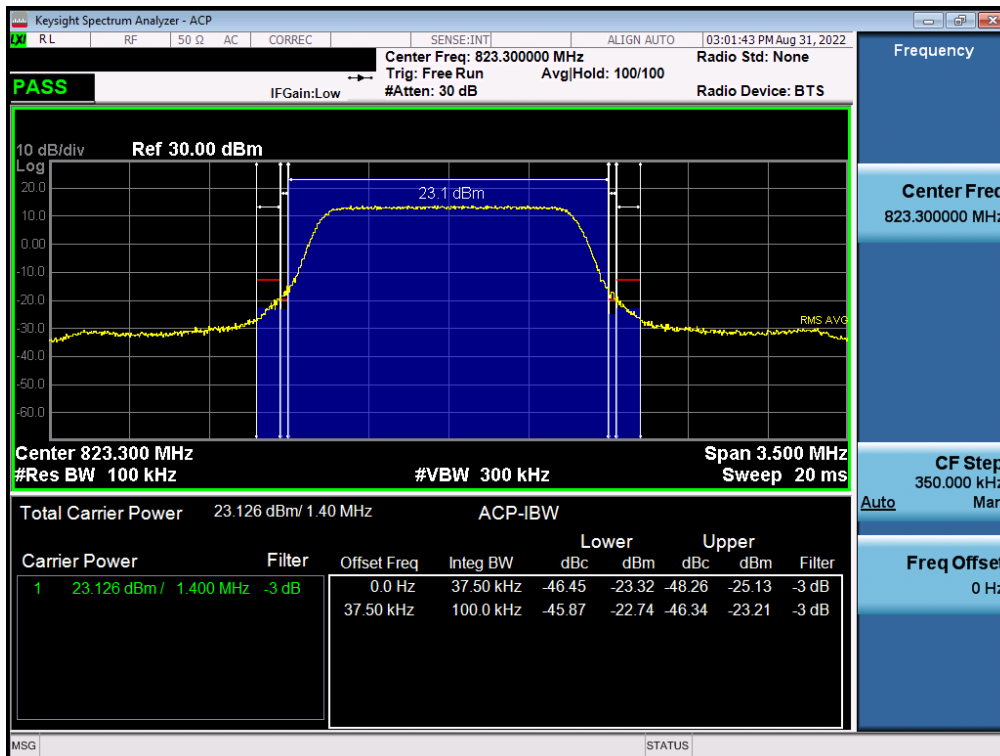 Keysight Spectrum Analyzer - ACP
LXI RL RF 50 Ω AC CORREC SENSE:INT ALIGN AUTO 03:01:43 PM Aug 31, 2022
Center Freq: 823.300000 MHz Radio Std: None
Trig: Free Run Avg|Hold: 100/100
PASS IFGain:Low #Atten: 30 dB Radio Device: BTS
Frequency
10 dB/div Ref 30.00 dBm
Log
23.1 dBm
20.0
10.0
0.00
-10.0
-20.0
-30.0
RMS AVG
-40.0
-50.0
-60.0
Center 823.300 MHz Span 3.500 MHz
#Res BW 100 kHz #VBW 300 kHz Sweep 20 ms
Center Freq
823.300000 MHz
CF Step
350.000 kHz
Auto Man
Freq Offset
0 Hz
Total Carrier Power 23.126 dBm/ 1.40 MHz ACP-IBW
Lower Upper
Carrier Power Filter Offset Freq Integ BW dBc dBm dBc dBm Filter
1 23.126 dBm / 1.400 MHz -3 dB 0.0 Hz 37.50 kHz -46.45 -23.32 -48.26 -25.13 -3 dB
37.50 kHz 100.0 kHz -45.87 -22.74 -46.34 -23.21 -3 dB
MSG STATUS